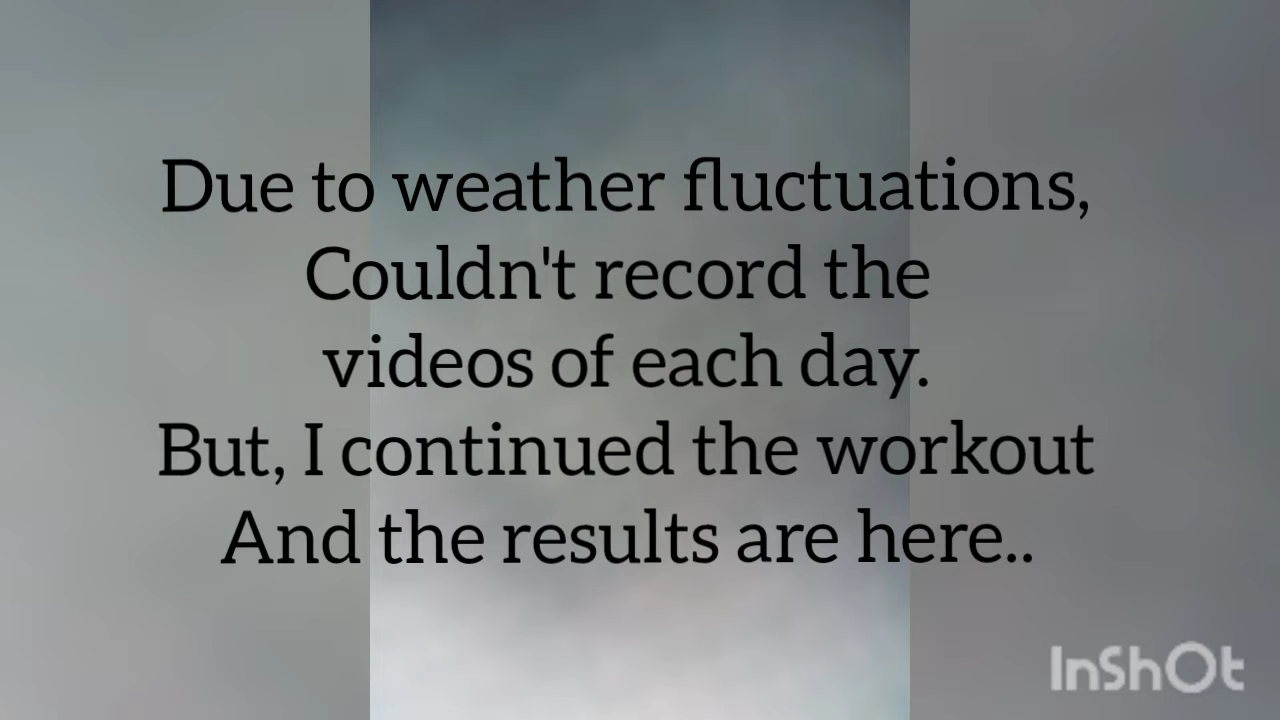 Due to weather fluctuations,
Couldn't record the
videos of each day.
But, I continued the workout
And the results are here..
InShOt